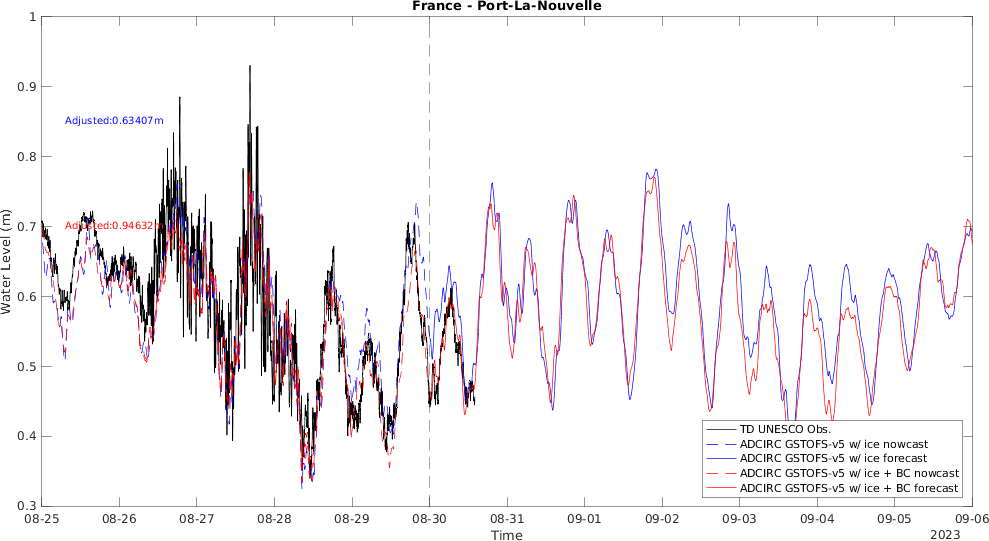 France - Port-La-Nouvelle
1
0.9
0.8
0.7
0.6
0.5
0.4
0.3
Water Level (m)
Adjusted:0.63407m
Adjusted:0.94632m
TD UNESCO Obs.
ADCIRC GSTOFS-v5 w/ ice nowcast
ADCIRC GSTOFS-v5 w/ ice forecast
ADCIRC GSTOFS-v5 w/ ice + BC nowcast
ADCIRC GSTOFS-v5 w/ ice + BC forecast
08-25 08-26 08-27 08-28 08-29 08-30 08-31 09-01 09-02 09-03 09-04 09-05 09-06
Time
2023